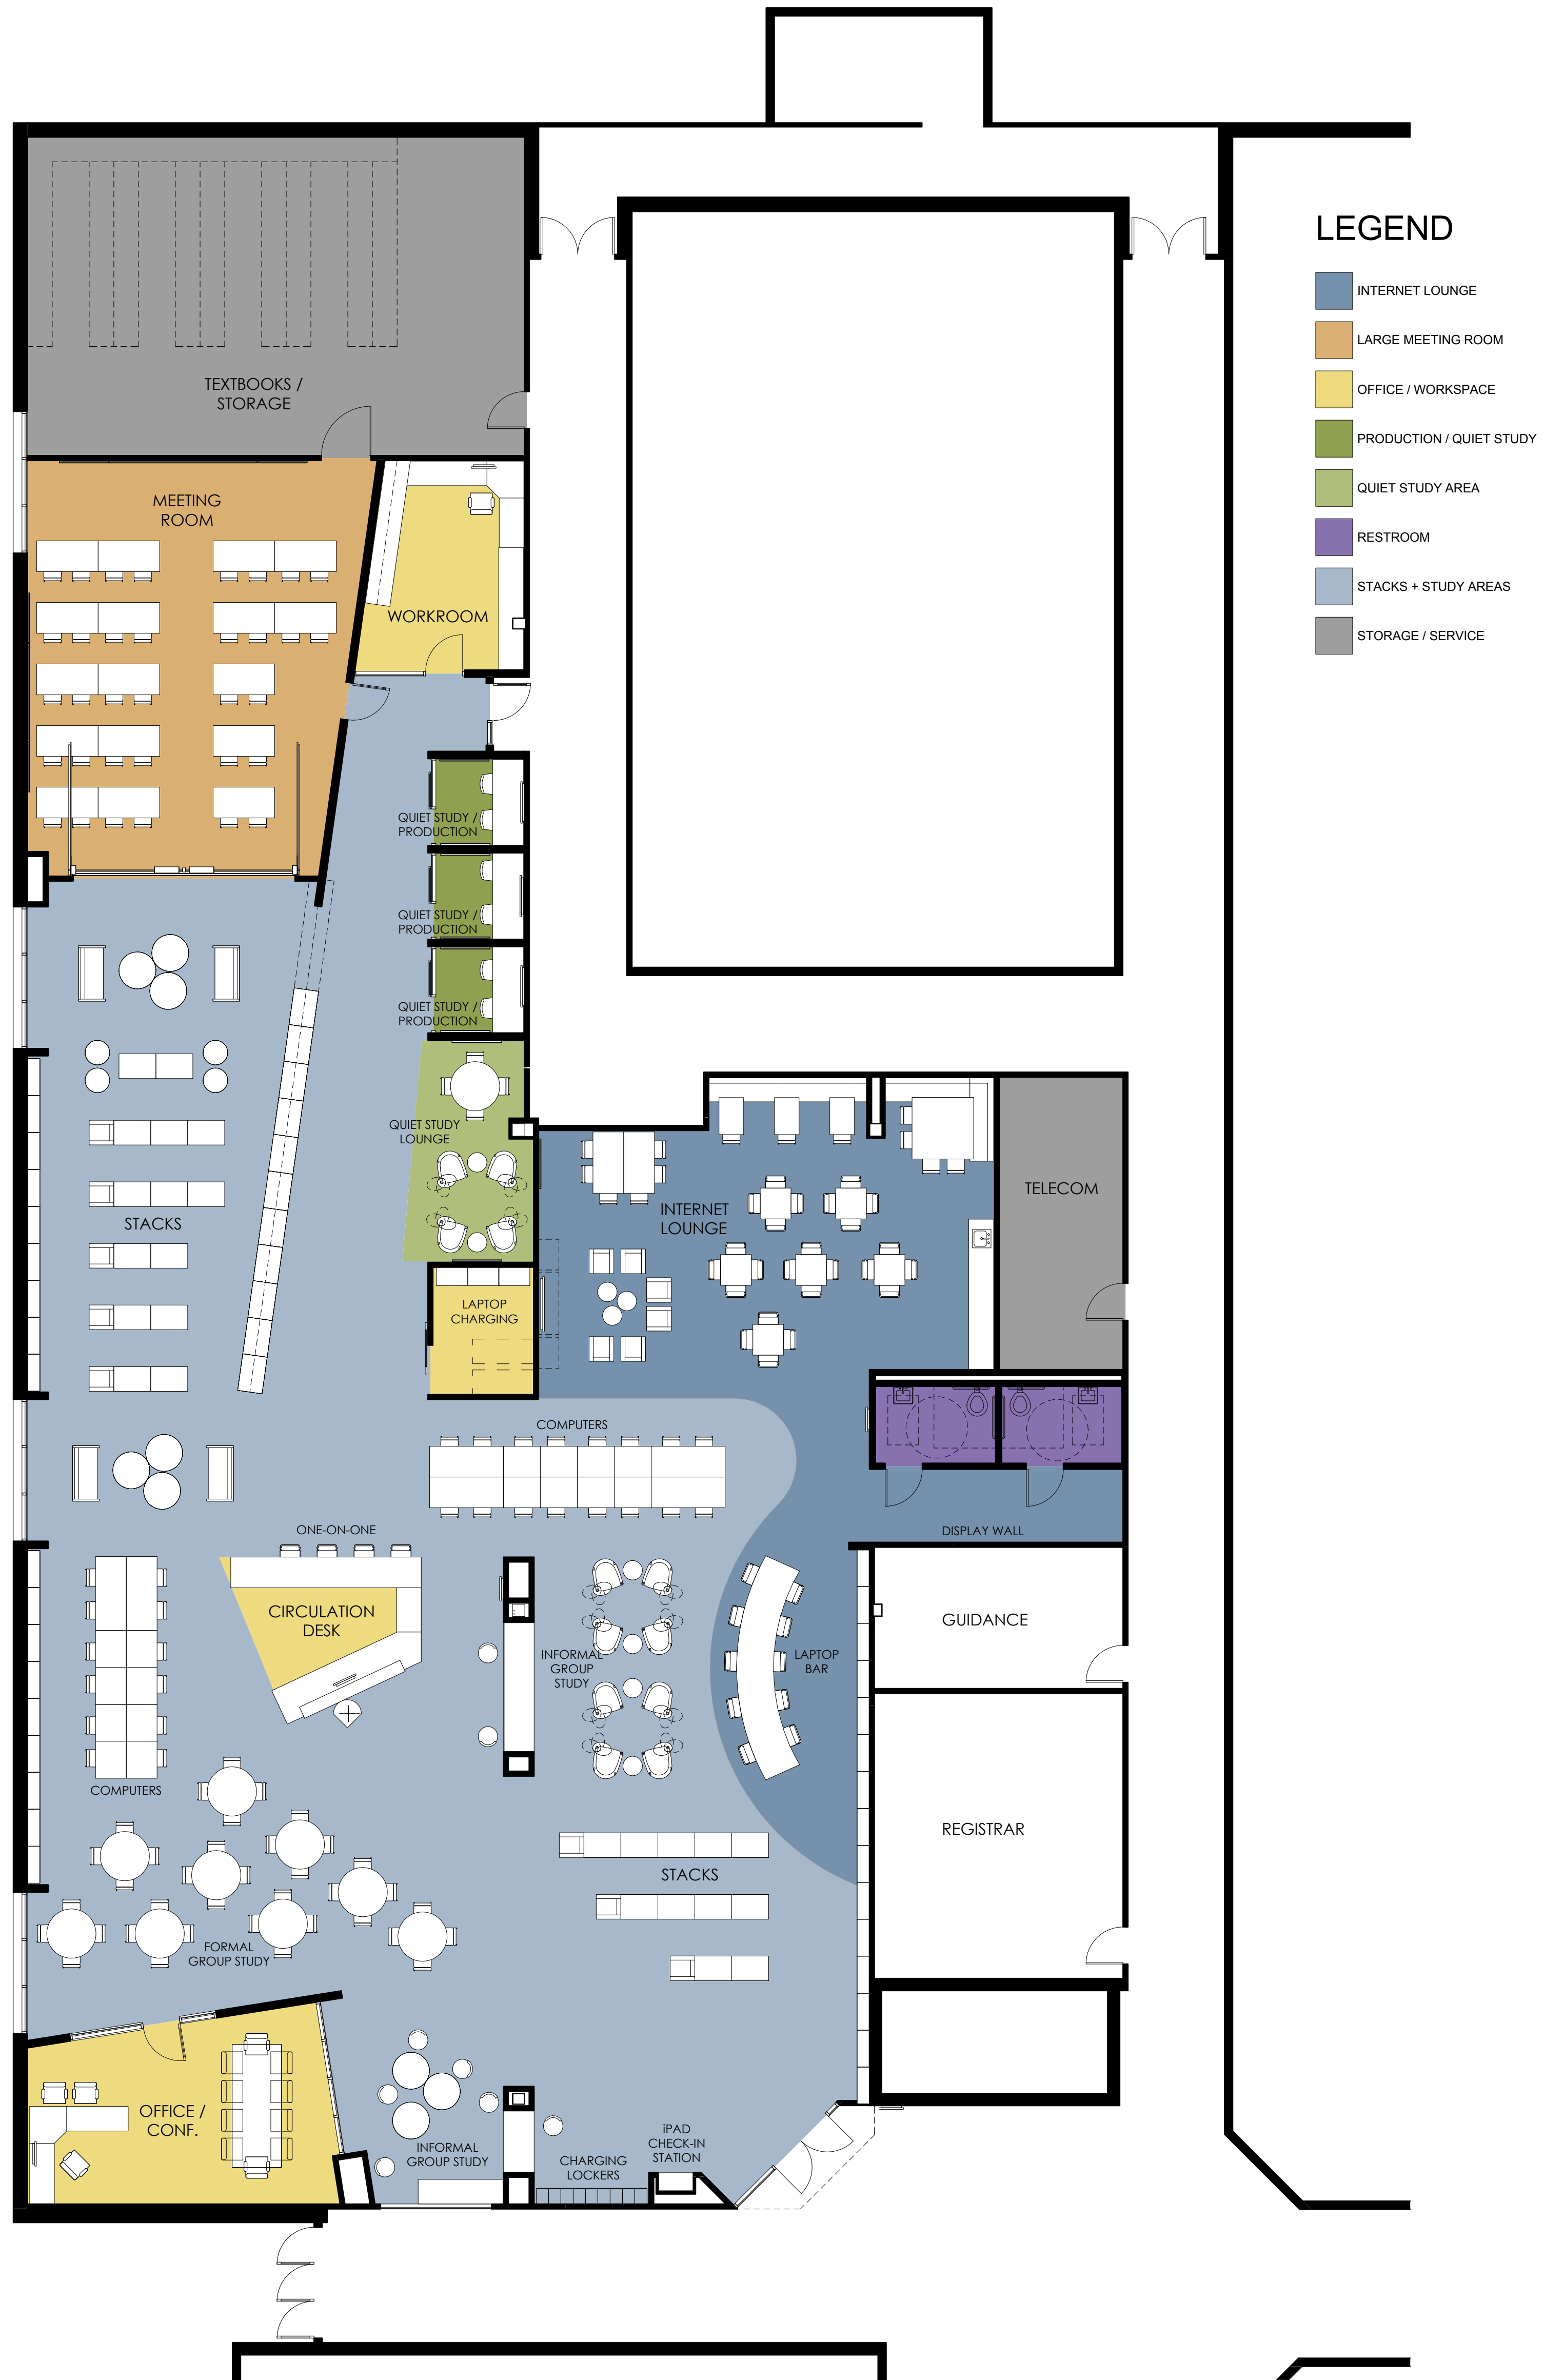 LEGEND
INTERNET LOUNGE
LARGE MEETING ROOM
OFFICE / WORKSPACE
PRODUCTION / QUIET STUDY
QUIET STUDY AREA
RESTROOM
STACKS + STUDY AREAS
STORAGE / SERVICE
TEXTBOOKS /
STORAGE
MEETING
ROOM
WORKROOM
QUIET STUDY /
PRODUCTION
QUIET STUDY /
PRODUCTION
QUIET STUDY /
PRODUCTION
QUIET STUDY
LOUNGE
STACKS
INTERNET
LOUNGE
TELECOM
LAPTOP
CHARGING
COMPUTERS
ONE-ON-ONE
DISPLAY WALL
CIRCULATION
DESK
GUIDANCE
INFORMAL
GROUP
STUDY
LAPTOP
BAR
COMPUTERS
REGISTRAR
STACKS
FORMAL
GROUP STUDY
OFFICE /
CONF.
INFORMAL
GROUP STUDY
CHARGING
LOCKERS
iPAD
CHECK-IN
STATION